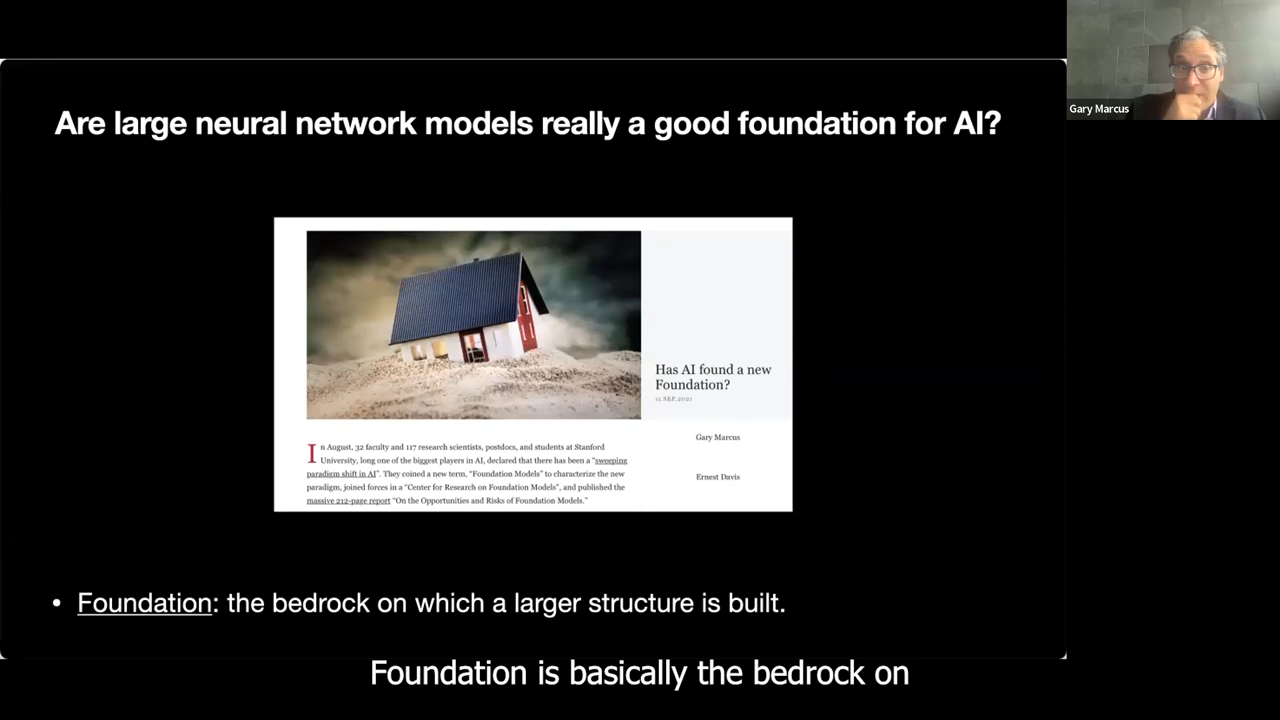 Gary Marcus
Are large neural network models really a good foundation for AI?
Has AI found a new
Foundation?
11.SEP.2021
Gary Marcus
Ernest Davis
In August, 32 faculty and 117 research scientists, postdocs, and students at Stanford
University, long one of the biggest players in AI, declared that there has been a “sweeping
paradigm shift in AI”. They coined a new term, “Foundation Models” to characterize the new
paradigm, joined forces in a “Center for Research on Foundation Models”, and published the
massive 212-page report “On the Opportunities and Risks of Foundation Models.”
• Foundation: the bedrock on which a larger structure is built.
Foundation is basically the bedrock on